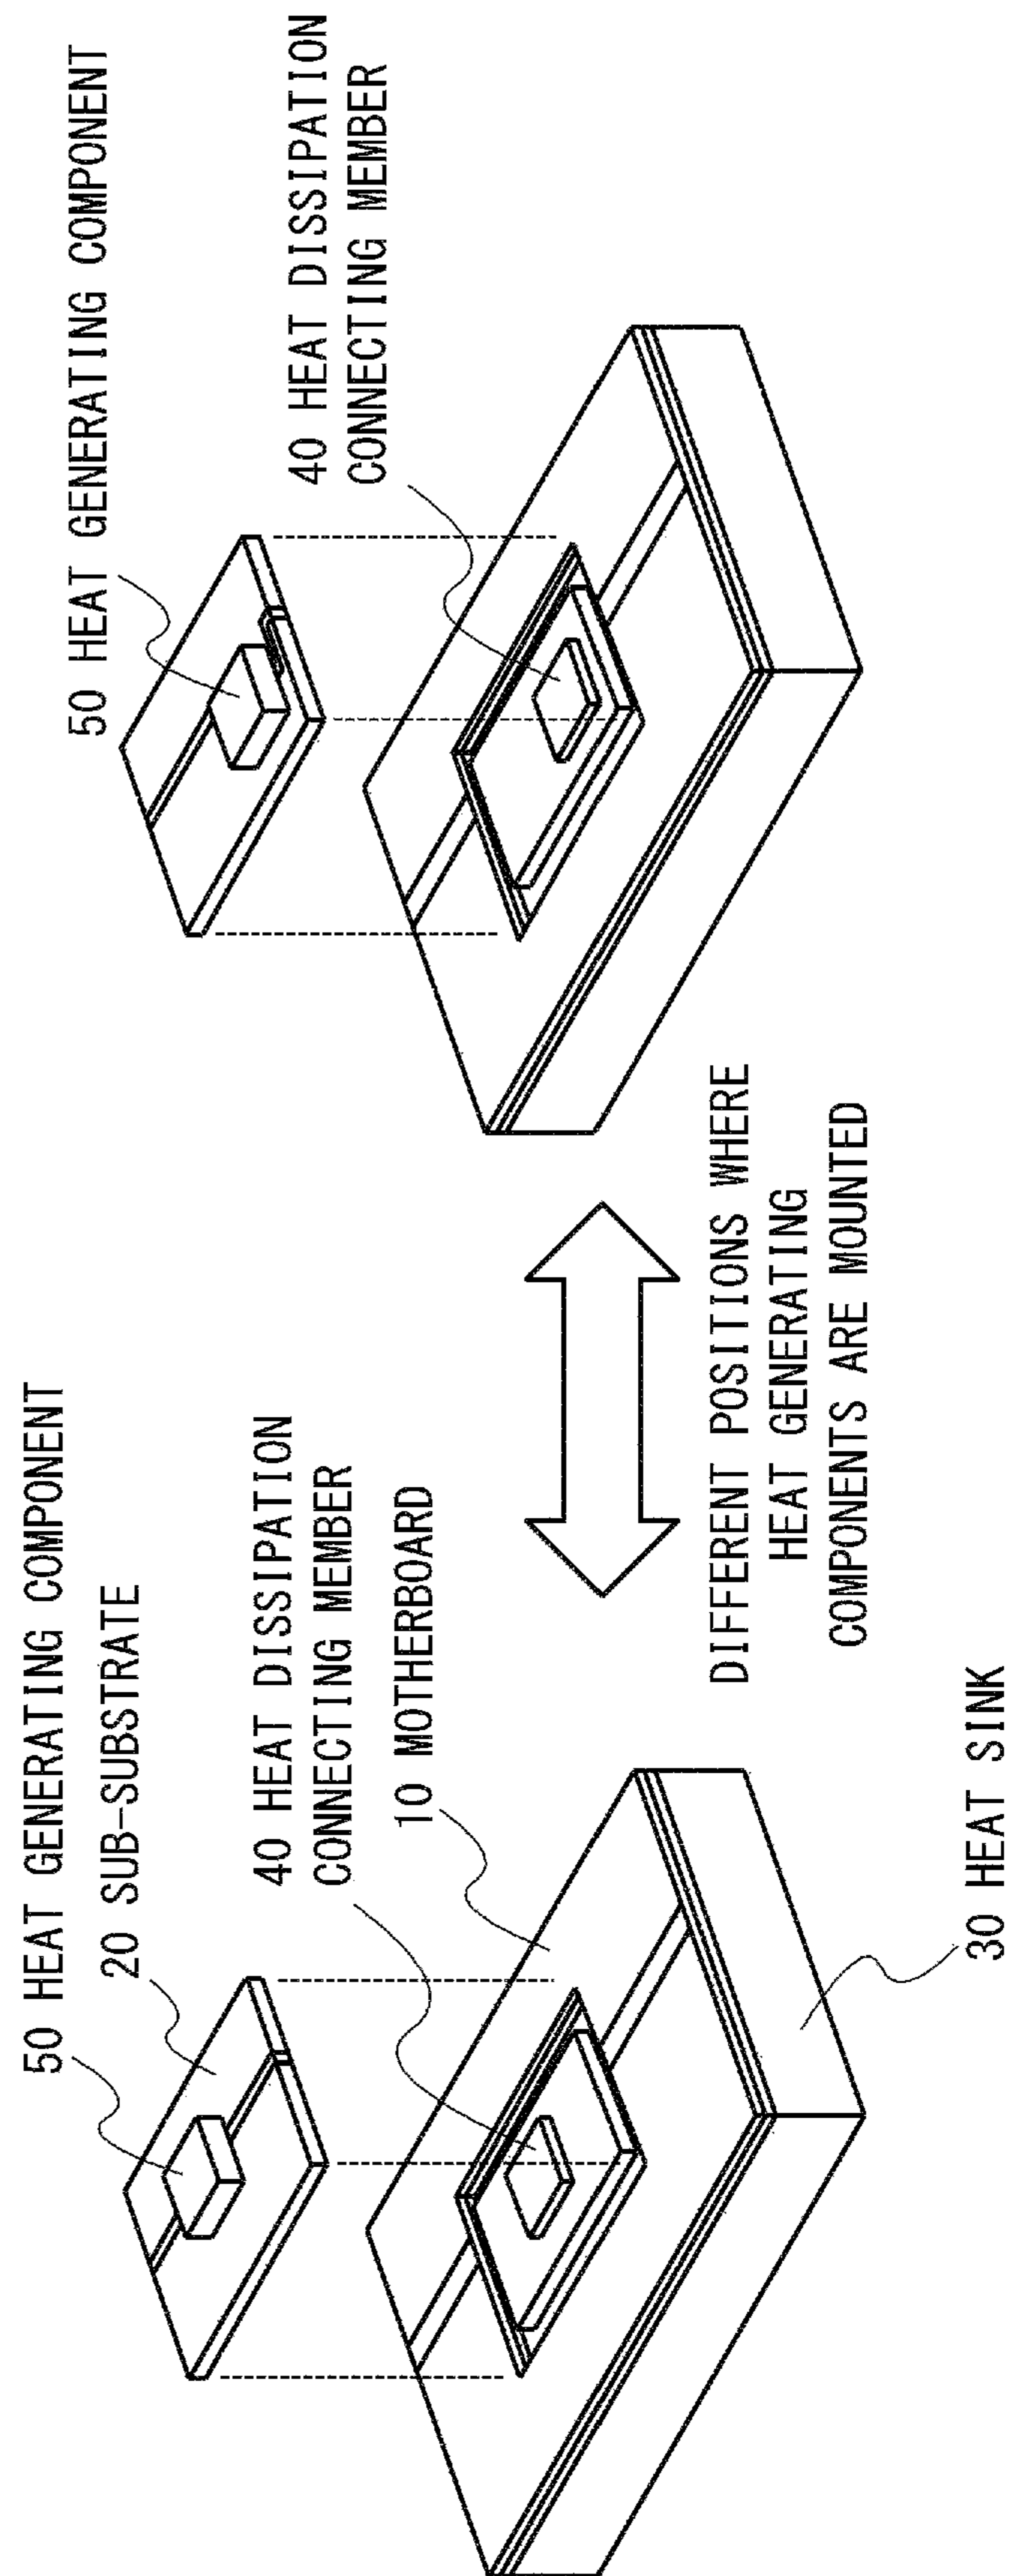 50 HEAT GENERATING COMPONENT
20 SUB-SUBSTRATE
40 HEAT DISSIPATION
CONNECTING MEMBER
10 MOTHERBOARD
30 HEAT SINK
DIFFERENT POSITIONS WHERE
HEAT GENERATING
COMPONENTS ARE MOUNTED
50 HEAT GENERATING COMPONENT
40 HEAT DISSIPATION
CONNECTING MEMBER